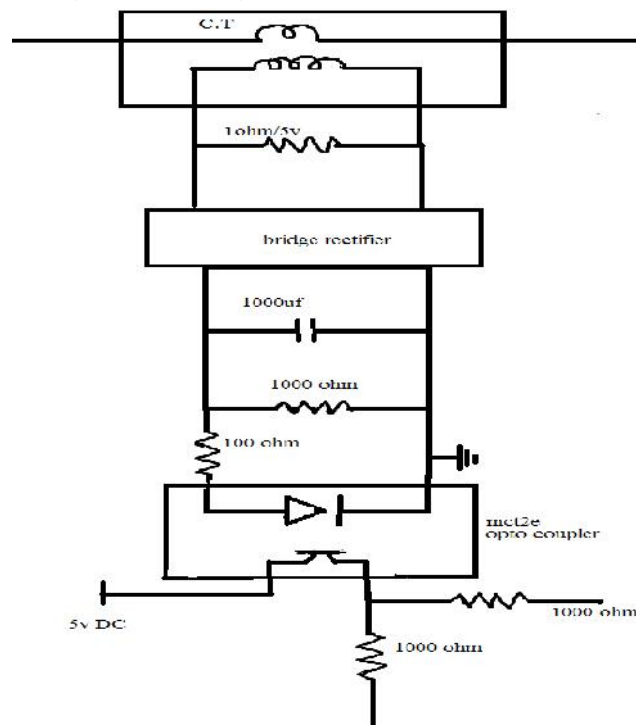 C.T
1ohm/5v
bridge rectifier
1000uf
1000 ohm
100 ohm
mct2e
opto coupler
5v DC
1000 ohm
1000 ohm